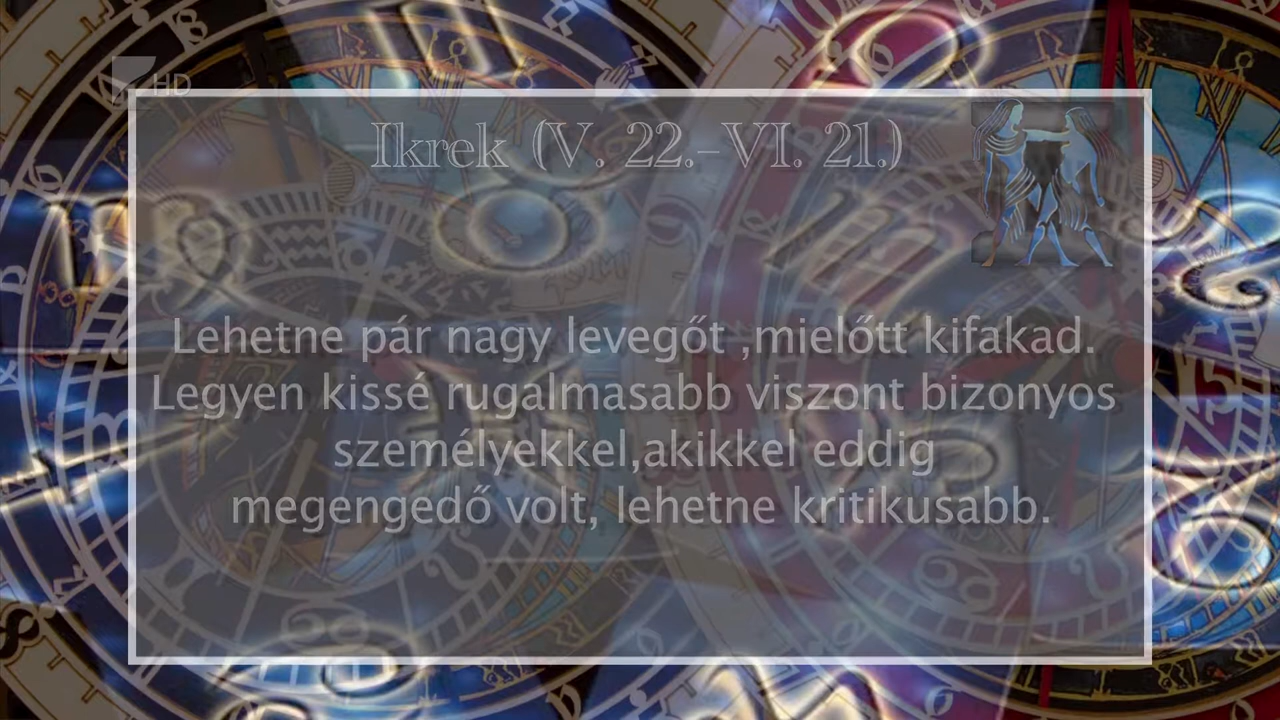 HD
Ikrek (V. 22.-VI. 21.)
Lehetne pár nagy levegőt ,mielőtt kifakad.
Legyen kissé rugalmasabb viszont bizonyos
személyekkel,akikkel eddig
megengedő volt, lehetne kritikusabb.